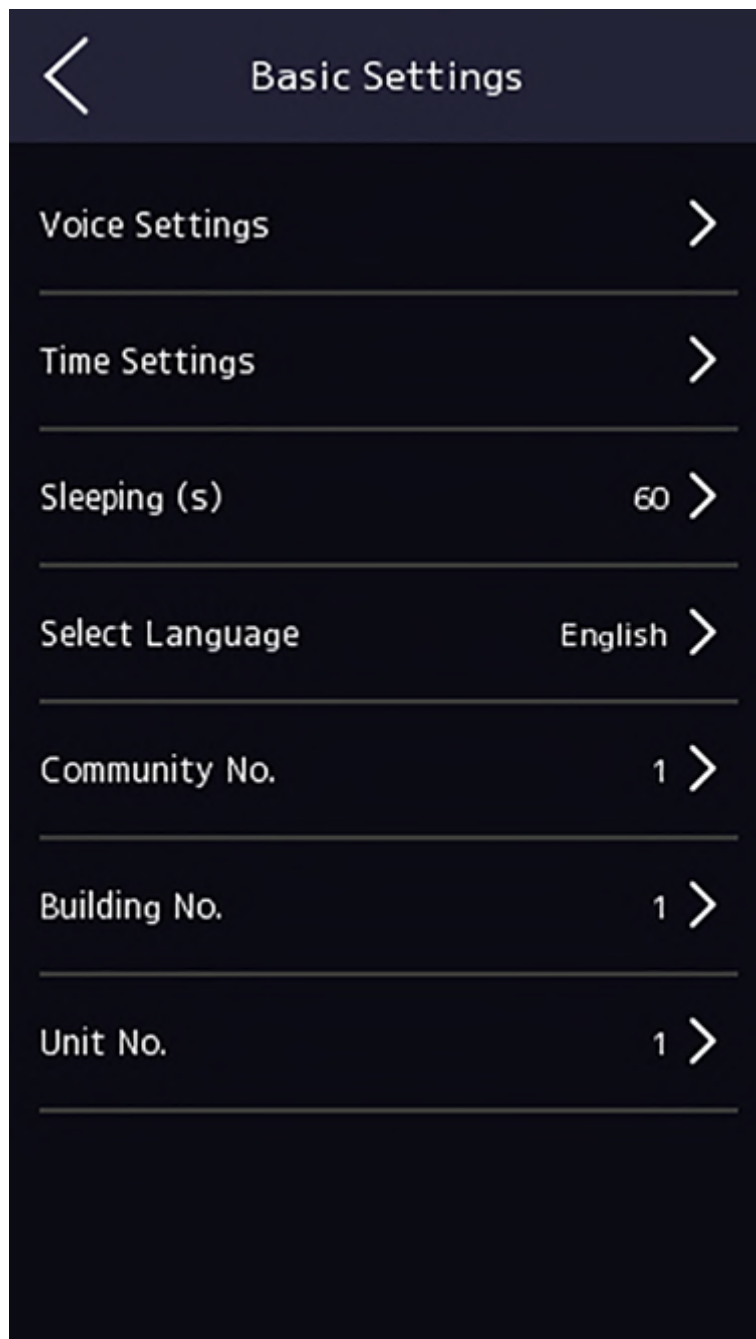 Basic Settings
Voice Settings
Time Settings
Sleeping (s) 60
Select Language English
Community No. 1
Building No. 1
Unit No. 1